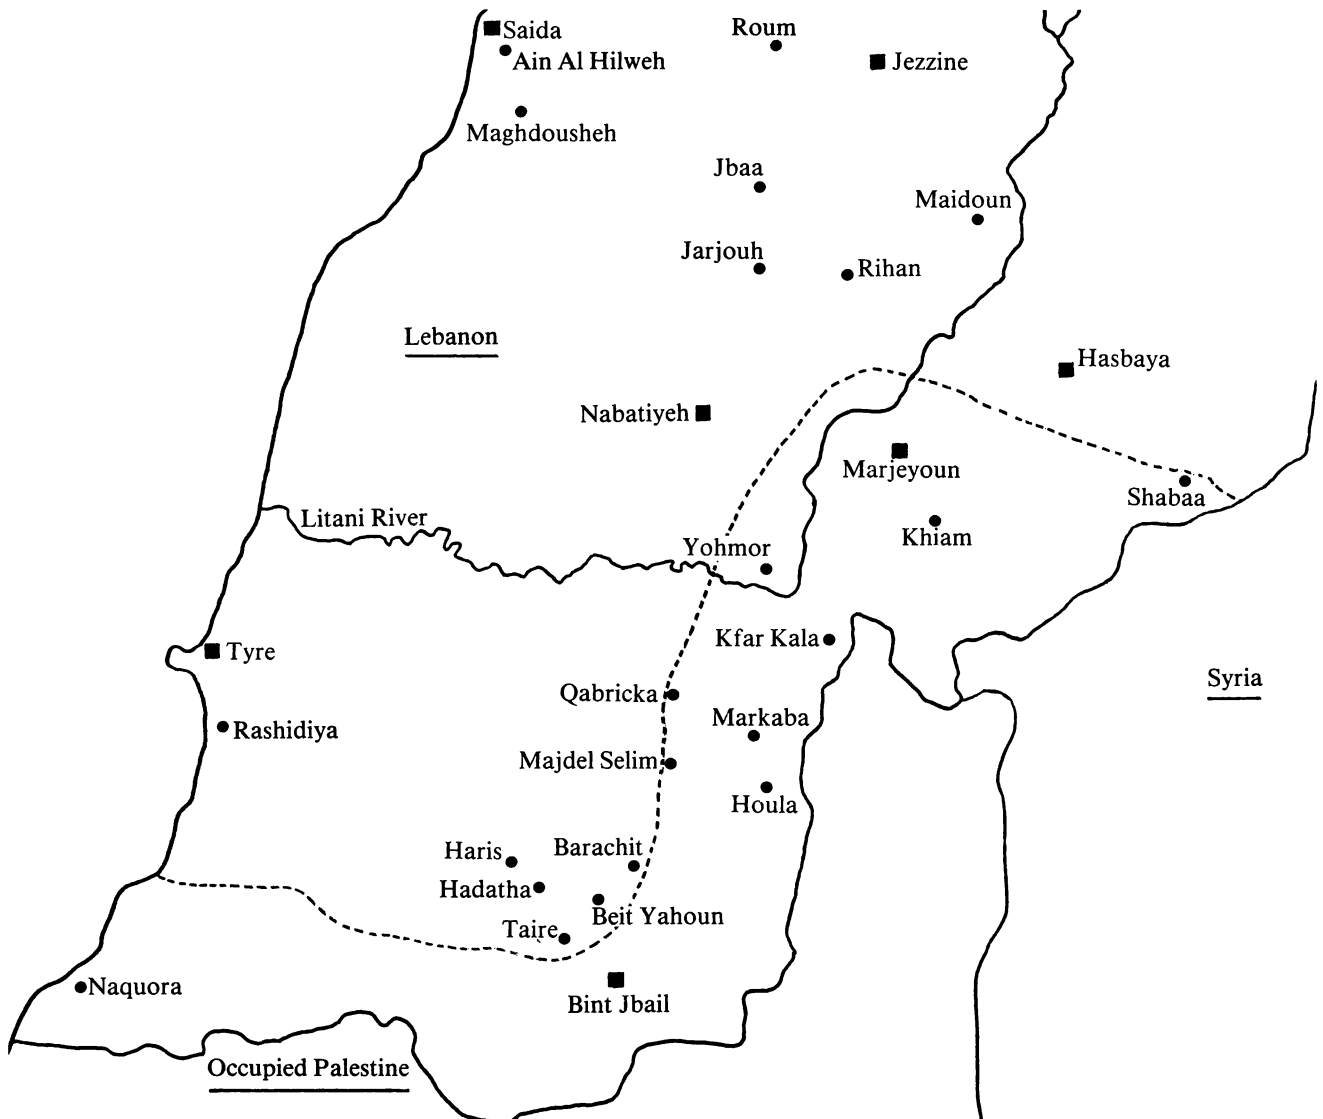 Saida
Roum
Ain Al Hilweh
Jezzine
Maghdousheh
Jbaa
Maidoun
Jarjouh
Rihan
Lebanon
Hasbaya
Nabatiyeh
Marjeyoun
Shabaa
Litani River
Khiam
Yohmor
Kfar Kala
Tyre
Syria
Qabricka
Markaba
Rashidiya
Majdel Selim
Houla
Haris
Barachit
Hadatha
Beit Yahoun
Taire
Naquora
Bint Jbail
Occupied Palestine